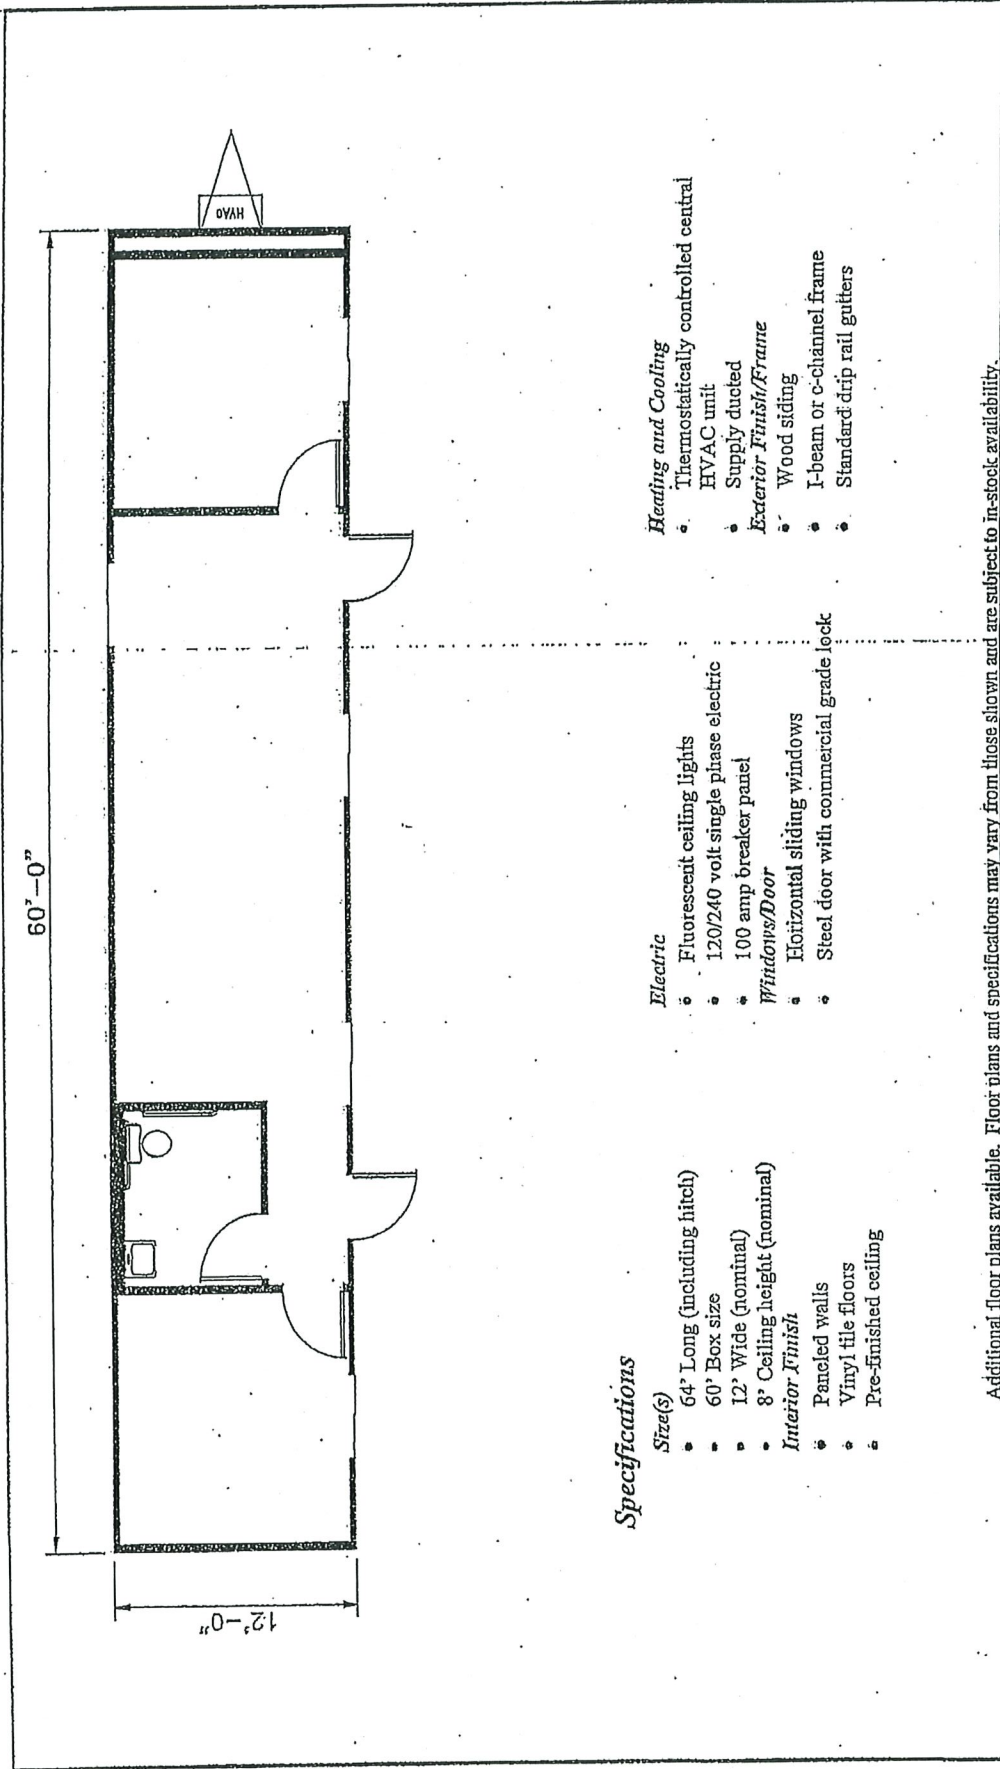 60'-0"
12'-0"
HVAC
Specifications
Size(s)
• 64' Long (including hitch)
• 60' Box size
• 12' Wide (nominal)
• 8' Ceiling height (nominal)
Interior Finish
• Paneled walls
• Vinyl tile floors
• Pre-finished ceiling
Electric
• Fluorescent ceiling lights
• 120/240 volt single phase electric
• 100 amp breaker panel
Windows/Door
• Horizontal sliding windows
• Steel door with commercial grade lock
Heating and Cooling
• Thermostatically controlled central
HVAC unit
• Supply ducted
Exterior Finish/Frame
• Wood siding
• I-beam or c-channel frame
• Standard drip rail gutters
Additional floor plans available. Floor plans and specifications may vary from those shown and are subject to in-stock availability.